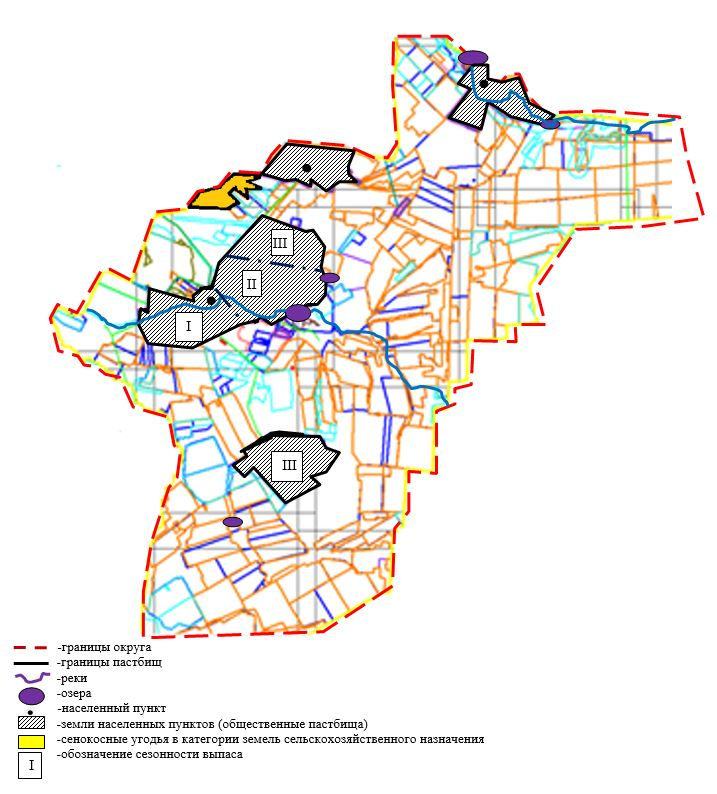 III
II
I
III
-границы округа
-границы пастбищ
-реки
-озера
-населенный пункт
-земли населенных пунктов (общественные пастбища)
-сенокосные угодья в категории земель сельскохозяйственного назначения
-обозначение сезонности выпаса
I